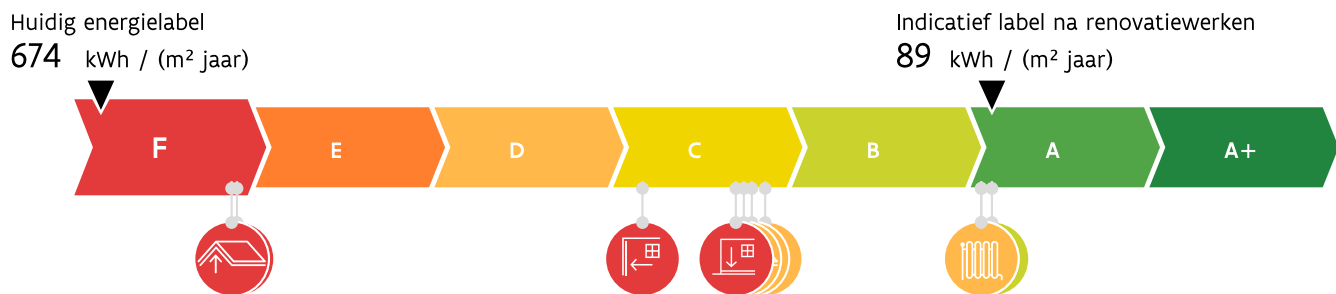 Huidig energielabel
674 kWh / (m² jaar)
Indicatief label na renovatiewerken
89 kWh / (m² jaar)
F E D C B A A+